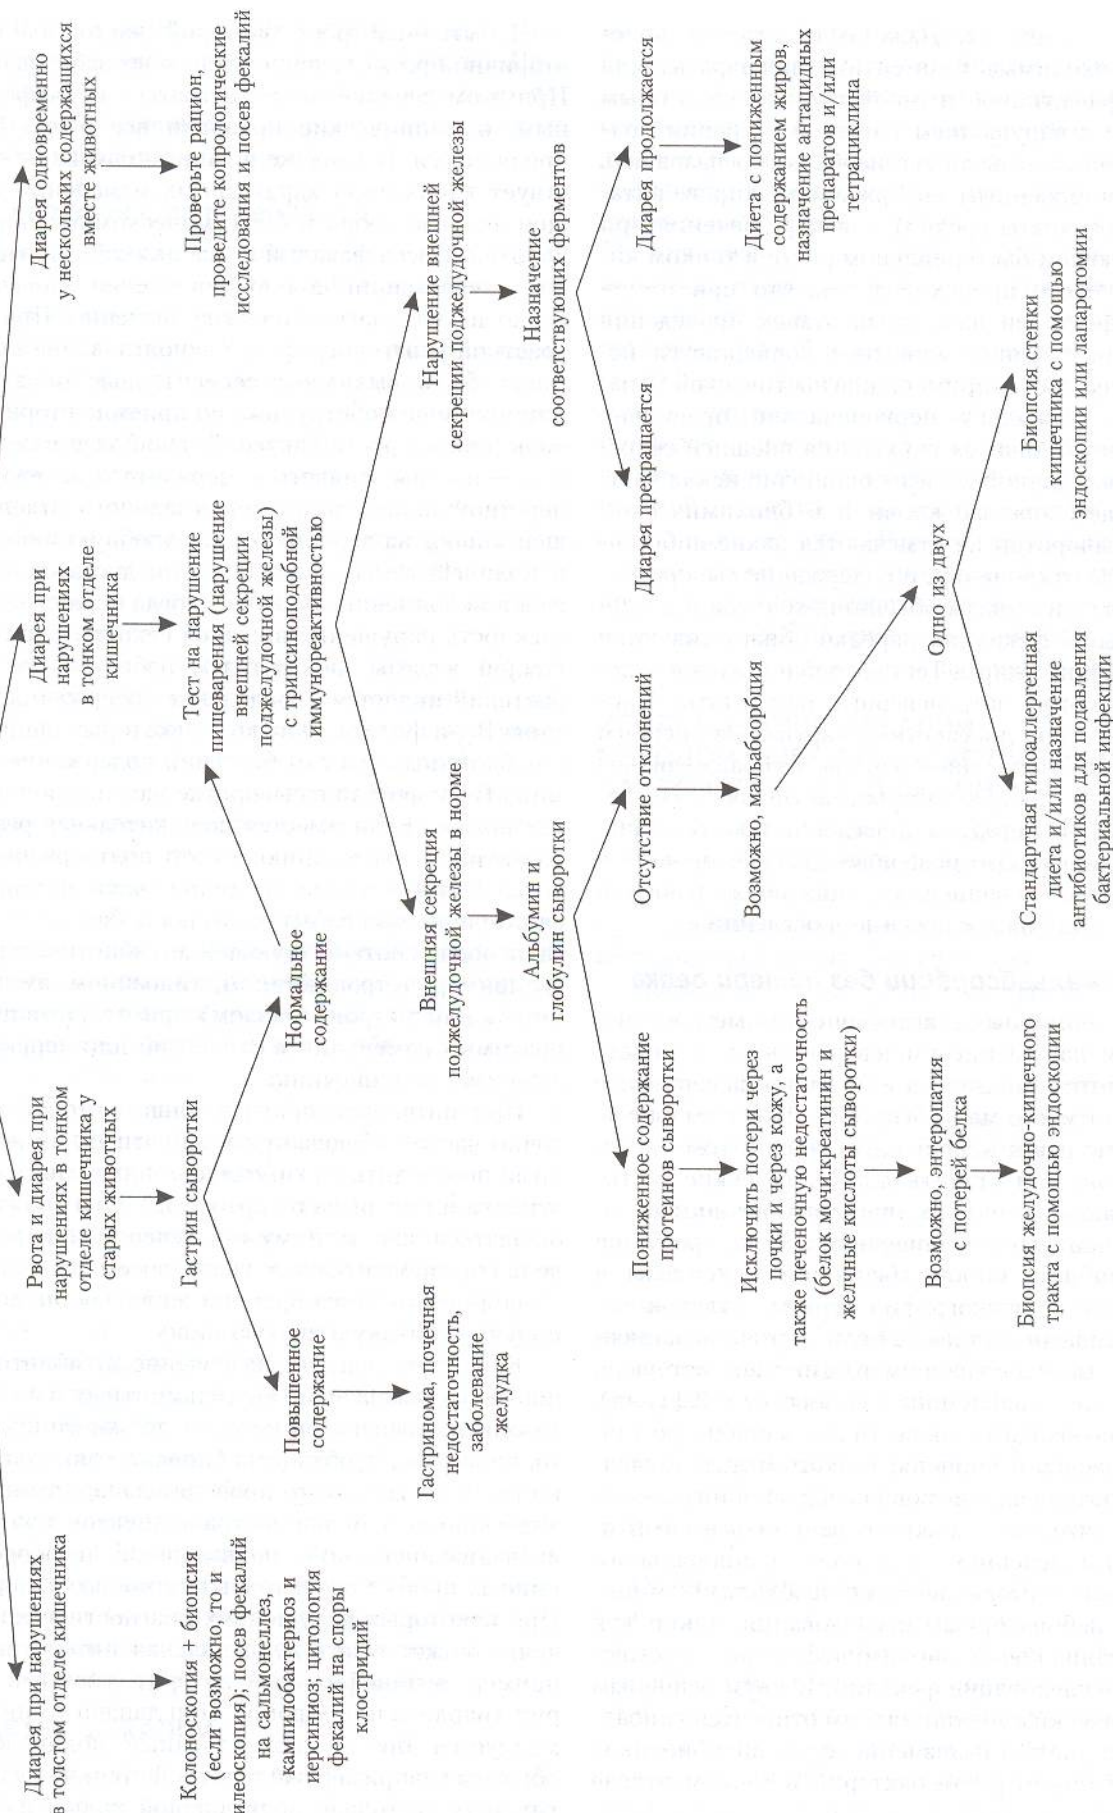 Диарея при нарушениях
в толстом отделе кишечника
Колоноскопия + биопсия
(если возможно, то и
илеоскопия), посев фекалий
на сальмонеллез,
кампиобактериоз и
иерсиниоз; цитология
фекалий на споры
клостридий
Рвота и диарея при
нарушениях в тонком
отделе кишечника у
старых животных
Гастрин сыворотки
Повышенное
содержание
Гастринома, почечная
недостаточность,
заболевание
желудка
Нормальное
содержание
Диарея при
нарушениях
в тонком отделе
кишечника
Тест на нарушение
пищеварения (нарушение
внешней секреции
поджелудочной железы)
с трипсиноподобной
иммунореактивностью
Диарея одновременно
у нескольких содержащихся
вместе животных
Проверьте рацион,
проведите копрологические
исследования и посев фекалий
Внешняя секреция
поджелудочной железы в норме
Альбумин и
глобулин сыворотки
Нарушение внешней
секреции поджелудочной железы
Назначение
соответствующих ферментов
Пониженное содержание
протеинов сыворотки
Исключить потери через
почки и через кожу, а
также печеночную недостаточность
(белок мочи:креатинин и
желчные кислоты сыворотки)
Возможно, энтеропатия
с потерей белка
Биопсия желудочно-кишечного
тракта с помощью эндоскопии
Отсутствие отклонений
Возможно, малабсорбция
Одно из двух
Стандартная гипоаллергенная
диета и/или назначение
антибиотиков для подавления
бактериальной инфекции
Биопсия стенки
кишечника с помощью
эндоскопии или лапаротомии
Диарея прекращается
Диарея продолжается
Диета с пониженным
содержанием жиров,
назначение антацидных
препаратов и/или
тетрациклина